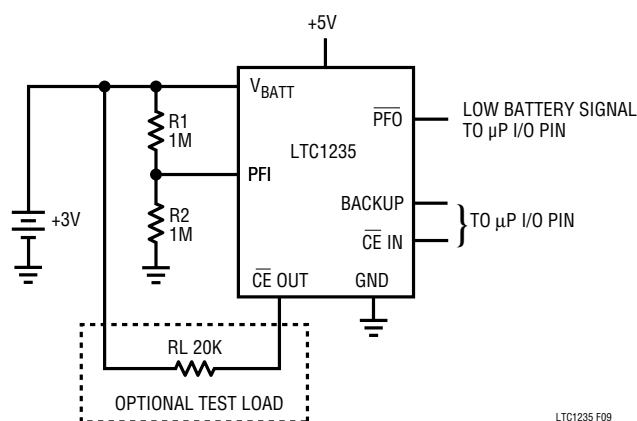 +5V
V_BATT
R1
1M
PFI
R2
1M
+3V
LTC1235
PFO
LOW BATTERY SIGNAL
TO µP I/O PIN
BACKUP
CE IN
} TO µP I/O PIN
CE OUT
GND
RL 20K
OPTIONAL TEST LOAD
LTC1235 F09